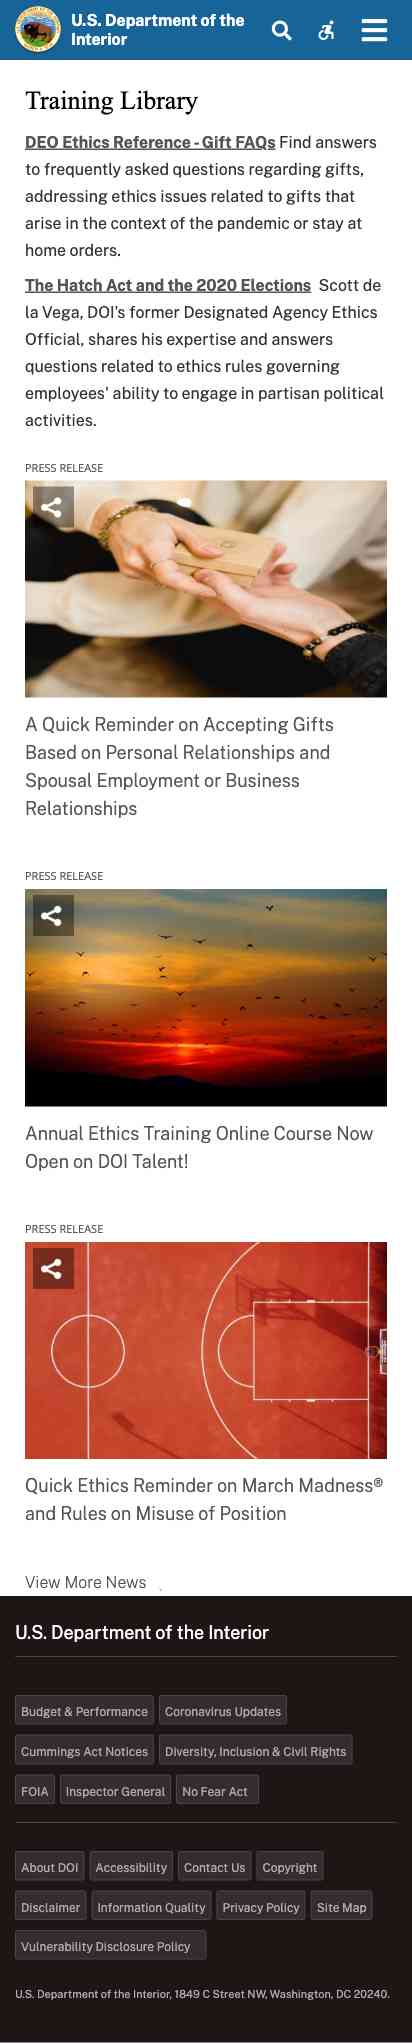 U.S. Department of the
Interior
Training Library
DEO Ethics Reference - Gift FAQs Find answers
to frequently asked questions regarding gifts,
addressing ethics issues related to gifts that
arise in the context of the pandemic or stay at
home orders.
The Hatch Act and the 2020 Elections  Scott de
la Vega, DOI's former Designated Agency Ethics
Official, shares his expertise and answers
questions related to ethics rules governing
employees' ability to engage in partisan political
activities.
PRESS RELEASE
A Quick Reminder on Accepting Gifts
Based on Personal Relationships and
Spousal Employment or Business
Relationships
PRESS RELEASE
Annual Ethics Training Online Course Now
Open on DOI Talent!
PRESS RELEASE
Quick Ethics Reminder on March Madness®
and Rules on Misuse of Position
View More News
U.S. Department of the Interior
Budget & Performance Coronavirus Updates
Cummings Act Notices Diversity, Inclusion & Civil Rights
FOIA Inspector General No Fear Act
About DOI Accessibility Contact Us Copyright
Disclaimer Information Quality Privacy Policy Site Map
Vulnerability Disclosure Policy
U.S. Department of the Interior, 1849 C Street NW, Washington, DC 20240.